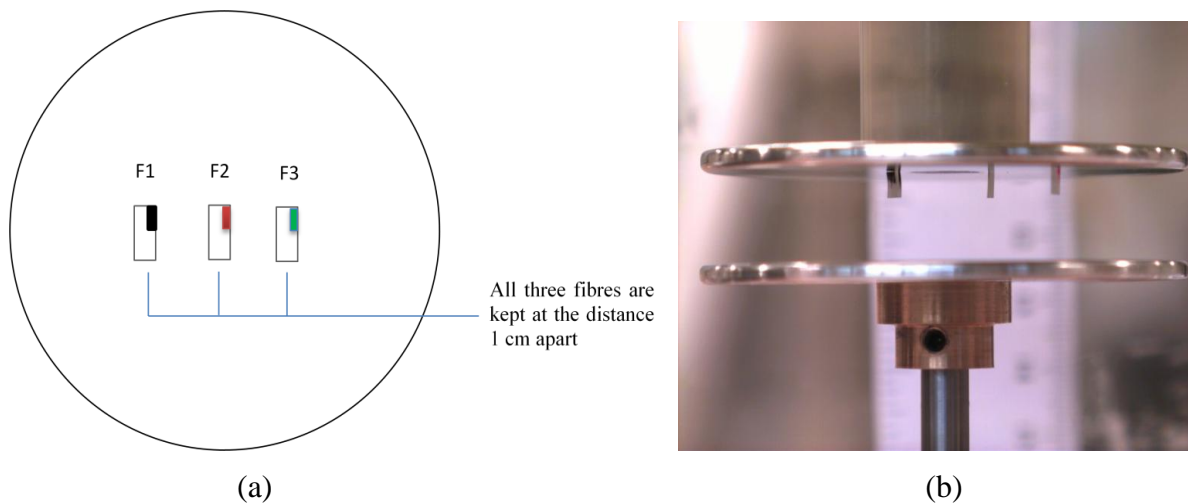 F1 F2 F3
All three fibres are
kept at the distance
1 cm apart
(a) (b)